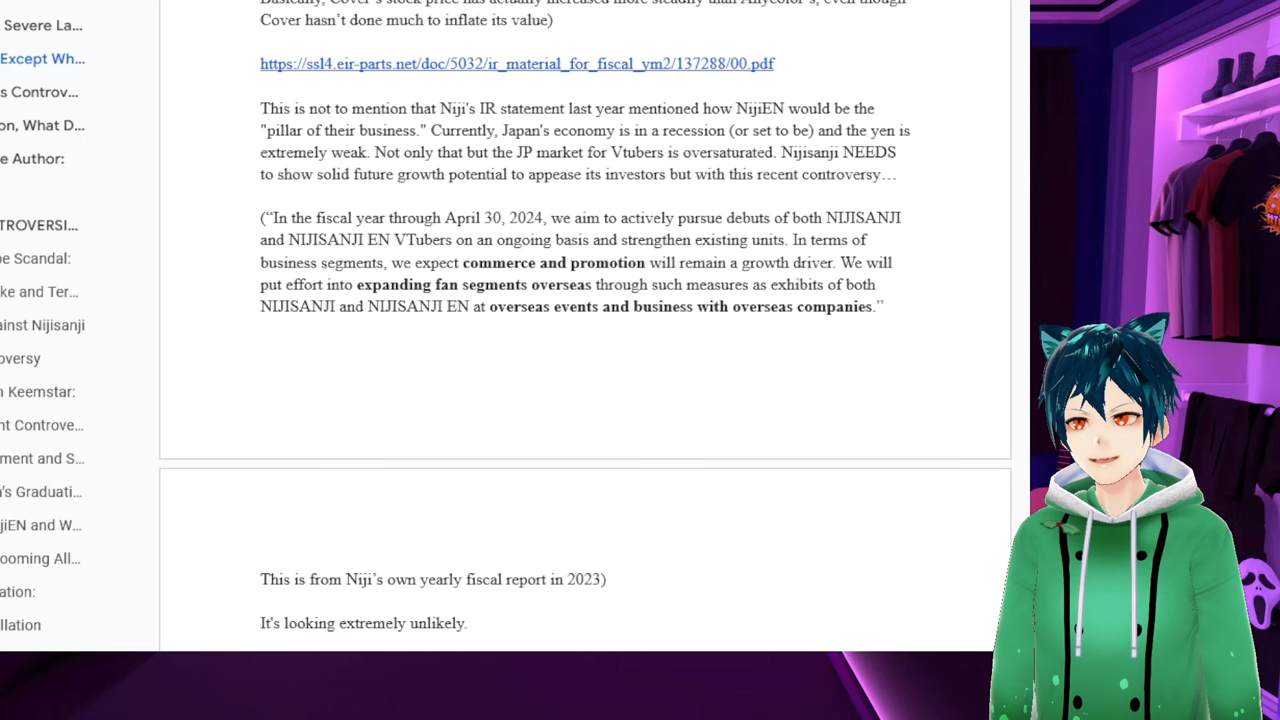 Severe La...
Except Wh...
s Controv...
on, What D...
e Author:
TROVERSI...
pe Scandal:
ke and Ter...
ainst Nijisanji
oversy
n Keemstar:
nt Controve...
ment and S...
a's Graduati...
jiEN and W...
ooming All...
ation:
llation
Cover hasn't done much to inflate its value)
https://ssl4.eir-parts.net/doc/5032/ir_material_for_fiscal_ym2/137288/00.pdf
This is not to mention that Niji's IR statement last year mentioned how NijiEN would be the
"pillar of their business." Currently, Japan's economy is in a recession (or set to be) and the yen is
extremely weak. Not only that but the JP market for Vtubers is oversaturated. Nijisanji NEEDS
to show solid future growth potential to appease its investors but with this recent controversy…
(“In the fiscal year through April 30, 2024, we aim to actively pursue debuts of both NIJISANJI
and NIJISANJI EN VTubers on an ongoing basis and strengthen existing units. In terms of
business segments, we expect commerce and promotion will remain a growth driver. We will
put effort into expanding fan segments overseas through such measures as exhibits of both
NIJISANJI and NIJISANJI EN at overseas events and business with overseas companies.”
This is from Niji’s own yearly fiscal report in 2023)
It's looking extremely unlikely.